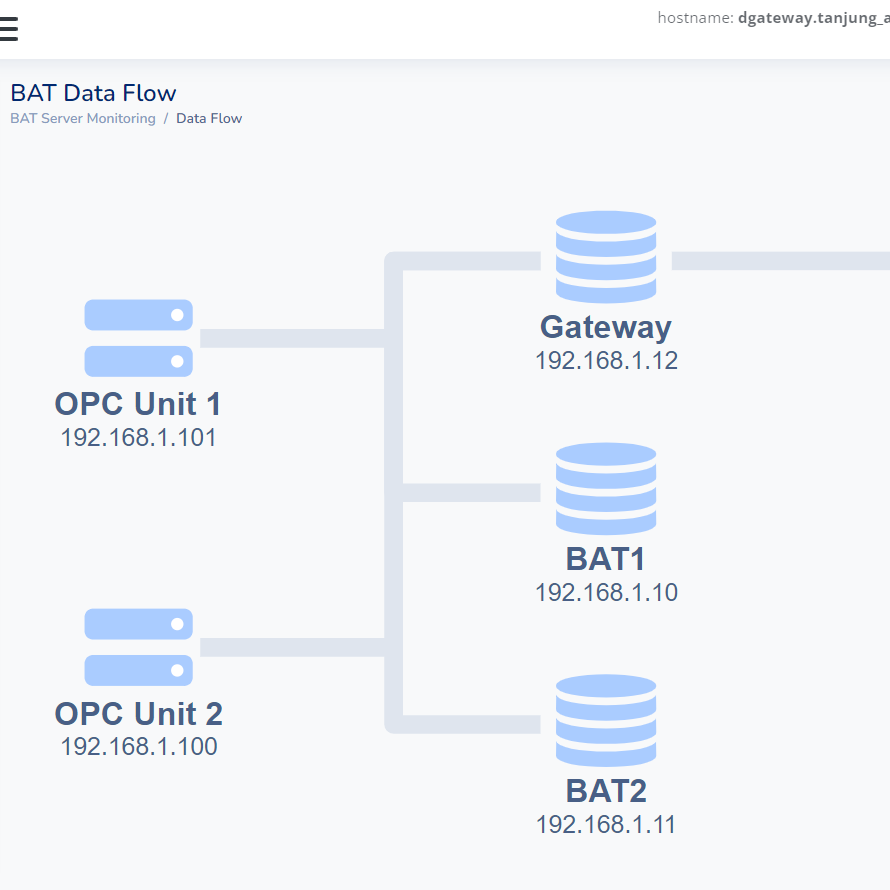 hostname: dgateway.tanjung_a
BAT Data Flow
BAT Server Monitoring / Data Flow
Gateway
192.168.1.12
OPC Unit 1
192.168.1.101
BAT1
192.168.1.10
OPC Unit 2
192.168.1.100
BAT2
192.168.1.11